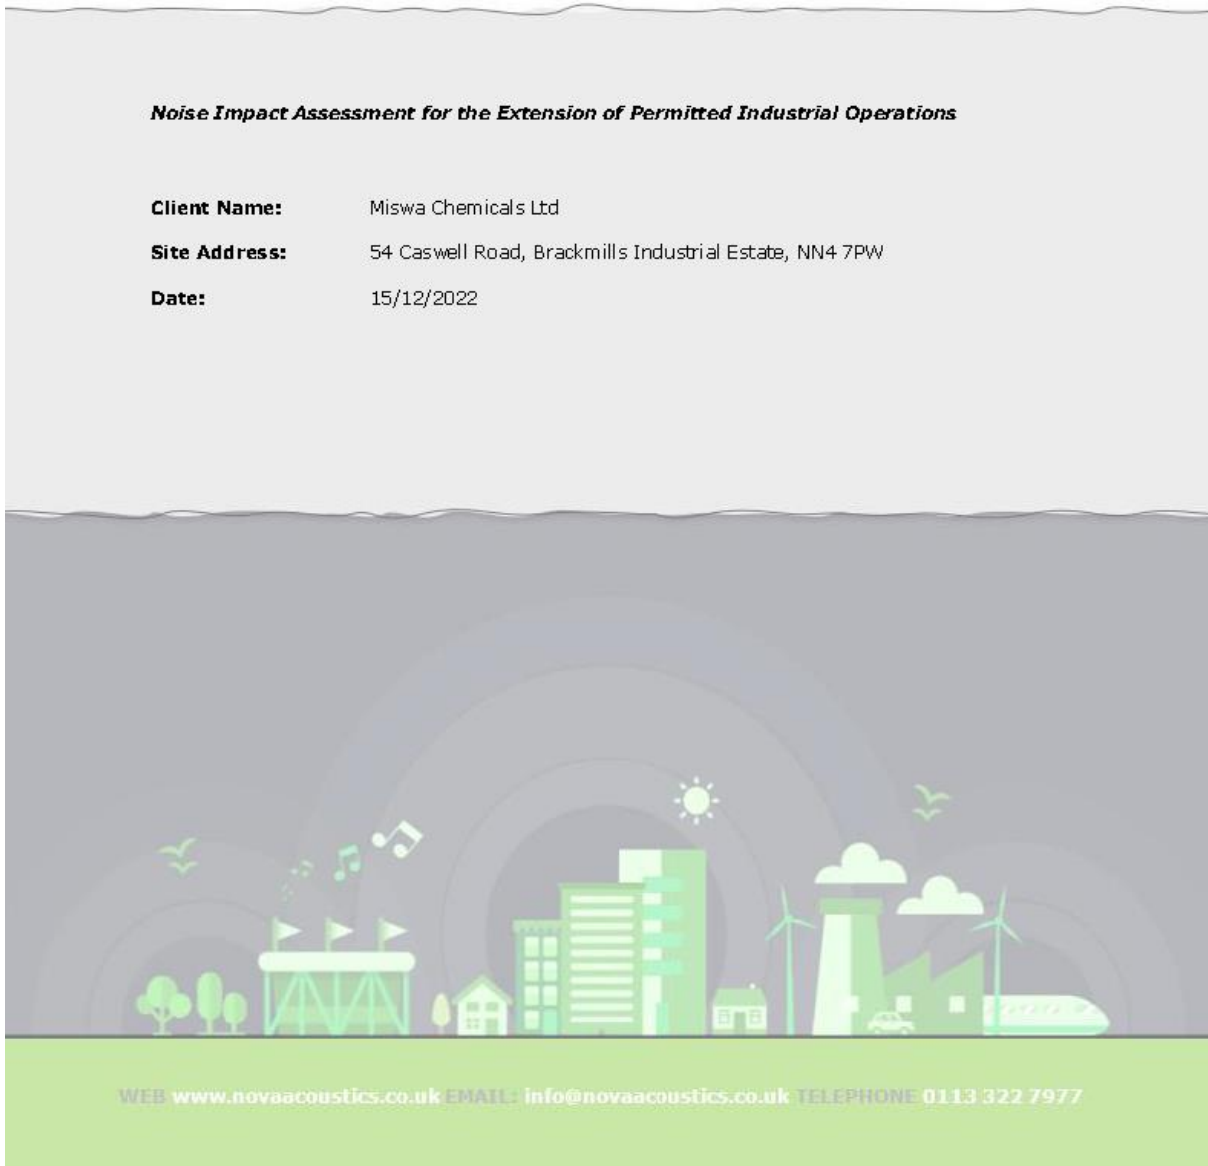 Noise Impact Assessment for the Extension of Permitted Industrial Operations
Client Name: Miswa Chemicals Ltd
Site Address: 54 Caswell Road, Brackmills Industrial Estate, NN4 7PW
Date: 15/12/2022
WEB www.novaacoustics.co.uk EMAIL: info@novaacoustics.co.uk TELEPHONE 0113 322 7977